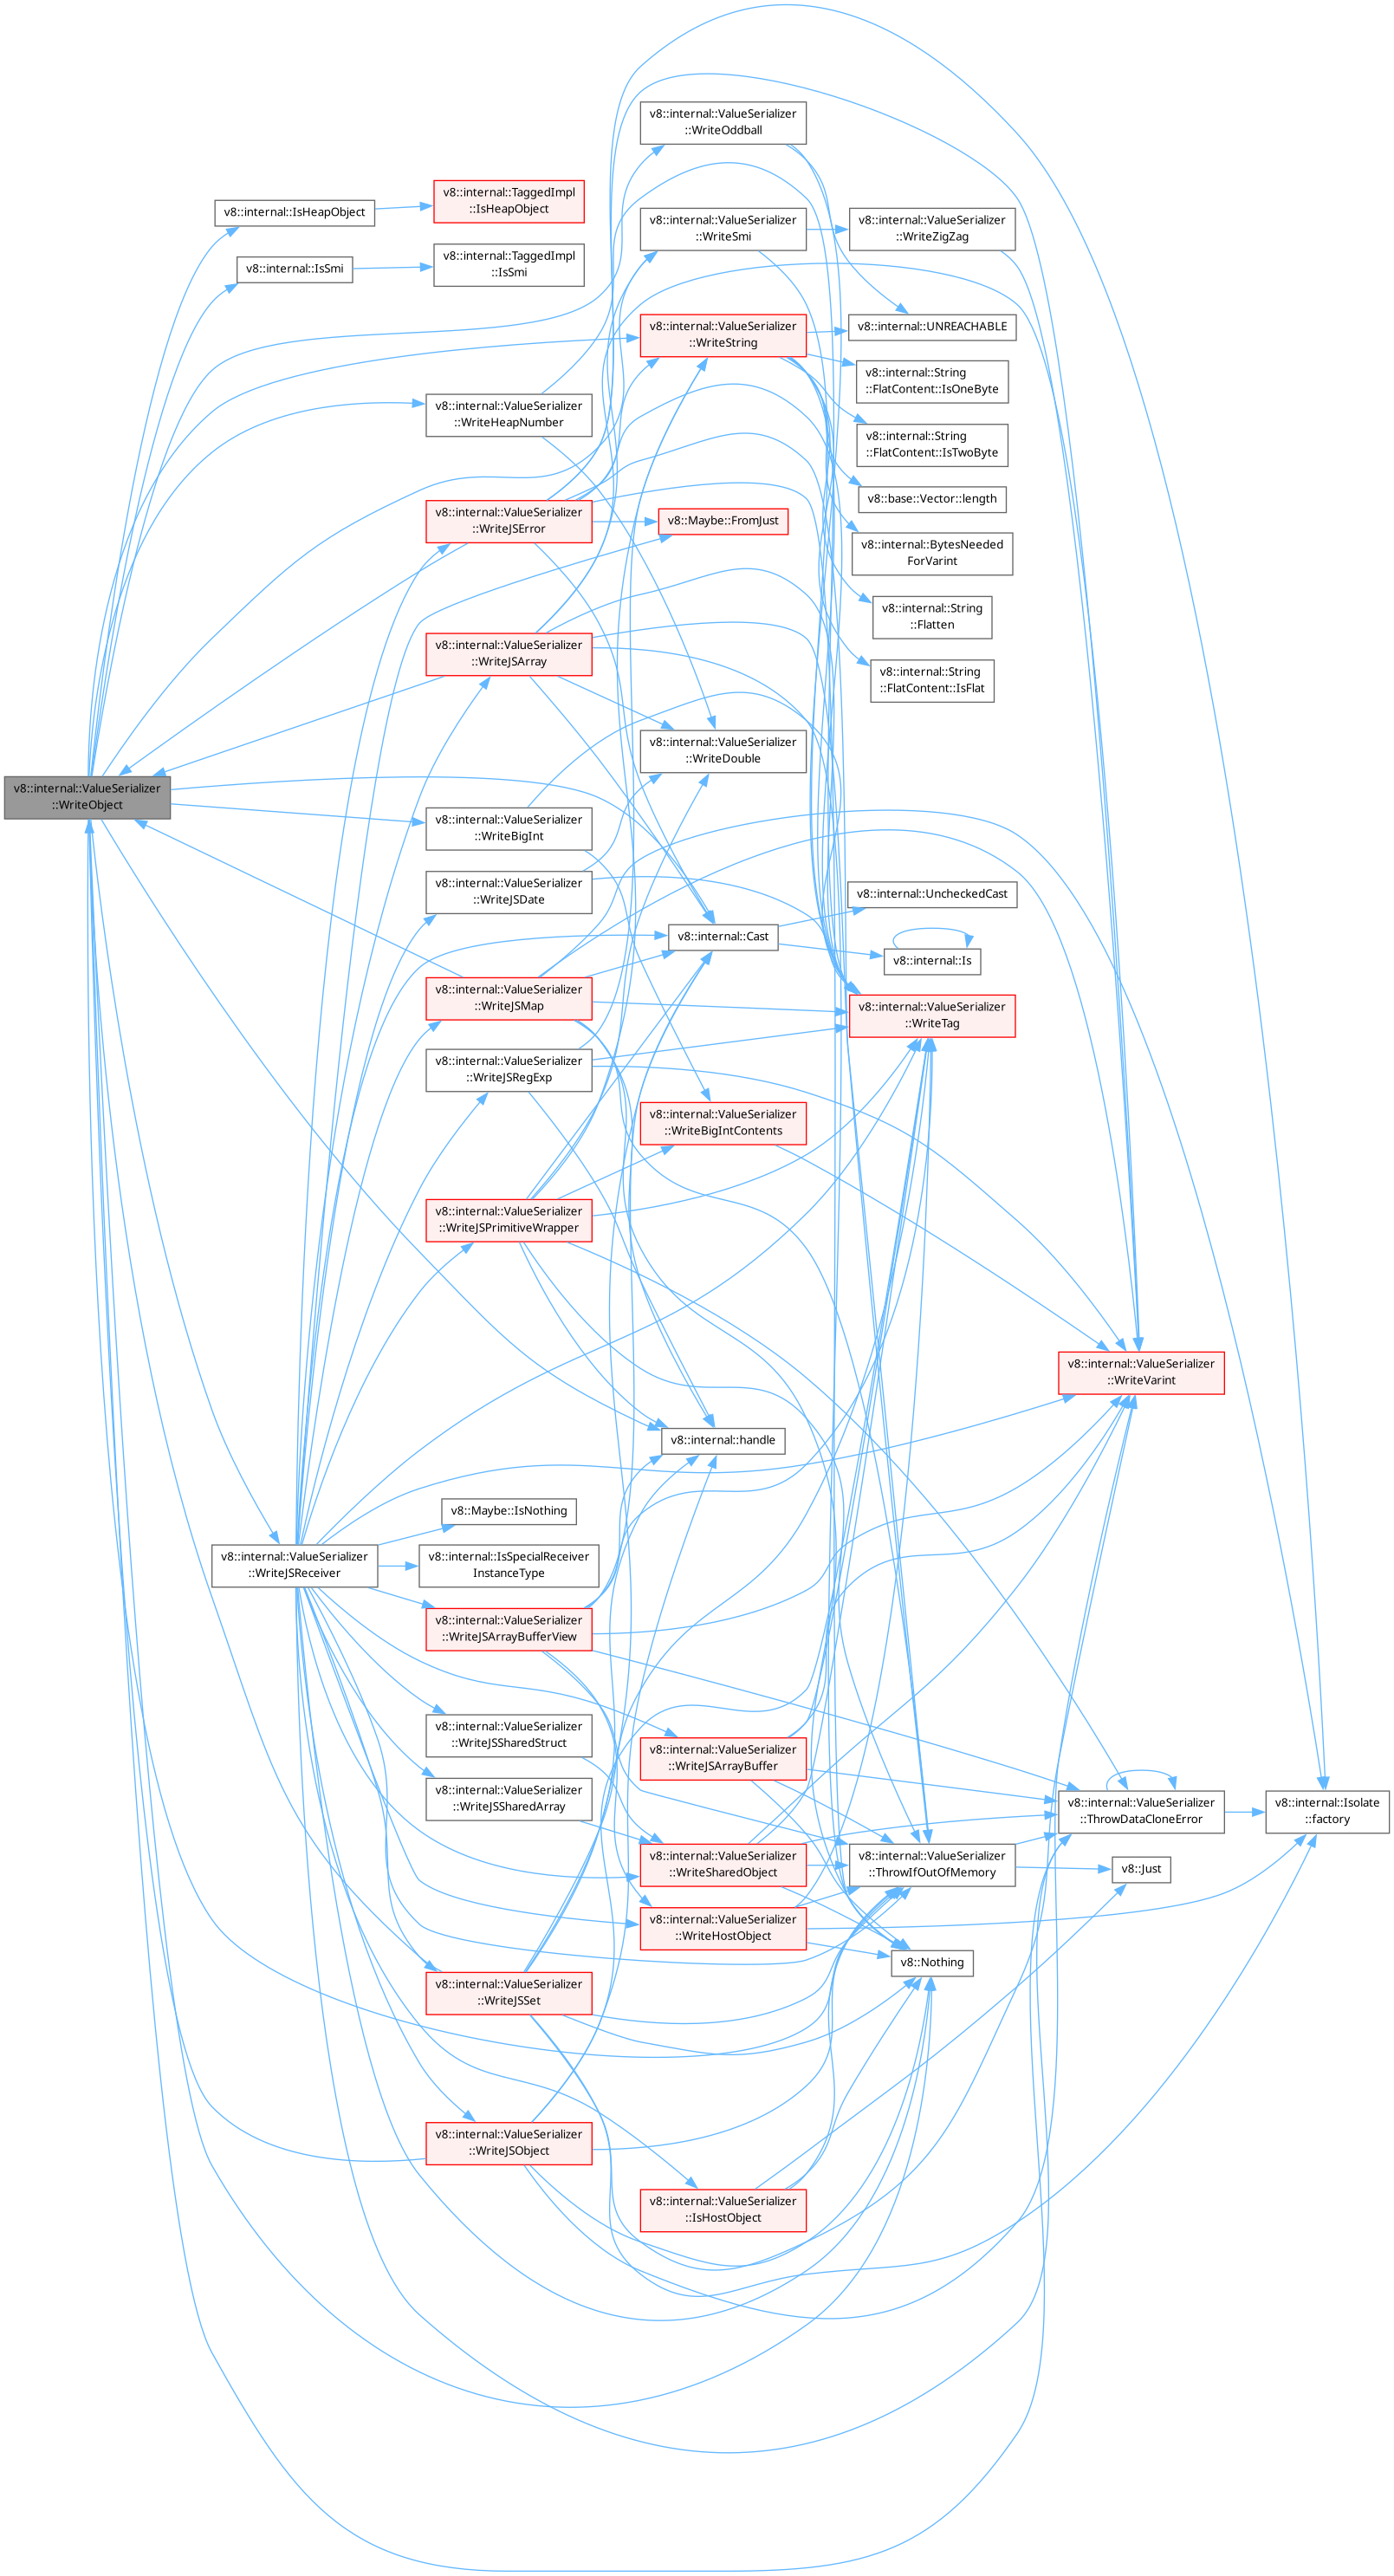 v8::internal::ValueSerializer
::WriteObject
v8::internal::IsHeapObject
v8::internal::IsSmi
v8::internal::ValueSerializer
::WriteJSReceiver
v8::internal::TaggedImpl
::IsHeapObject
v8::internal::TaggedImpl
::IsSmi
v8::internal::ValueSerializer
::WriteHeapNumber
v8::internal::ValueSerializer
::WriteJSError
v8::internal::ValueSerializer
::WriteJSArray
v8::internal::ValueSerializer
::WriteBigInt
v8::internal::ValueSerializer
::WriteJSDate
v8::internal::ValueSerializer
::WriteJSMap
v8::internal::ValueSerializer
::WriteJSRegExp
v8::internal::ValueSerializer
::WriteJSPrimitiveWrapper
v8::Maybe::IsNothing
v8::internal::IsSpecialReceiver
InstanceType
v8::internal::ValueSerializer
::WriteJSArrayBufferView
v8::internal::ValueSerializer
::WriteJSSharedStruct
v8::internal::ValueSerializer
::WriteJSSharedArray
v8::internal::ValueSerializer
::WriteJSSet
v8::internal::ValueSerializer
::WriteJSObject
v8::internal::ValueSerializer
::WriteOddball
v8::internal::ValueSerializer
::WriteSmi
v8::internal::ValueSerializer
::WriteString
v8::Maybe::FromJust
v8::internal::ValueSerializer
::WriteDouble
v8::internal::Cast
v8::internal::ValueSerializer
::WriteBigIntContents
v8::internal::handle
v8::internal::ValueSerializer
::WriteJSArrayBuffer
v8::internal::ValueSerializer
::WriteSharedObject
v8::internal::ValueSerializer
::WriteHostObject
v8::internal::ValueSerializer
::IsHostObject
v8::internal::ValueSerializer
::WriteZigZag
v8::internal::UNREACHABLE
v8::internal::String
::FlatContent::IsOneByte
v8::internal::String
::FlatContent::IsTwoByte
v8::base::Vector::length
v8::internal::BytesNeeded
ForVarint
v8::internal::String
::Flatten
v8::internal::String
::FlatContent::IsFlat
v8::internal::UncheckedCast
v8::internal::Is
v8::internal::ValueSerializer
::WriteTag
v8::internal::ValueSerializer
::ThrowIfOutOfMemory
v8::Nothing
v8::internal::ValueSerializer
::WriteVarint
v8::internal::ValueSerializer
::ThrowDataCloneError
v8::Just
v8::internal::Isolate
::factory